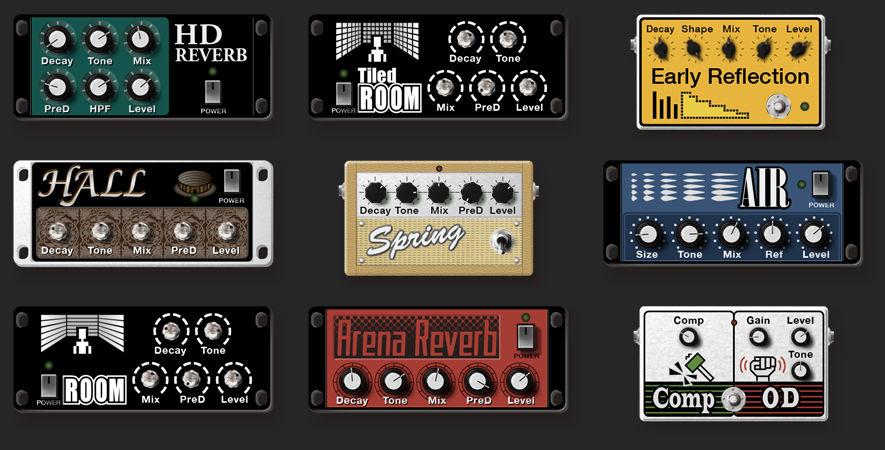 HD
REVERB
Decay Tone Mix
PreD HPF Level
POWER
Decay Tone
Tiled
ROOM
POWER
Mix PreD Level
Decay Shape Mix Tone Level
Early Reflection
HALL
POWER
Decay Tone Mix PreD Level
Decay Tone Mix PreD Level
Spring
AIR
POWER
Size Tone Mix Ref Level
Decay Tone
POWER
ROOM
Mix PreD Level
Arena Reverb
POWER
Decay Tone Mix PreD Level
Comp
Gain Level
Tone
Comp OD